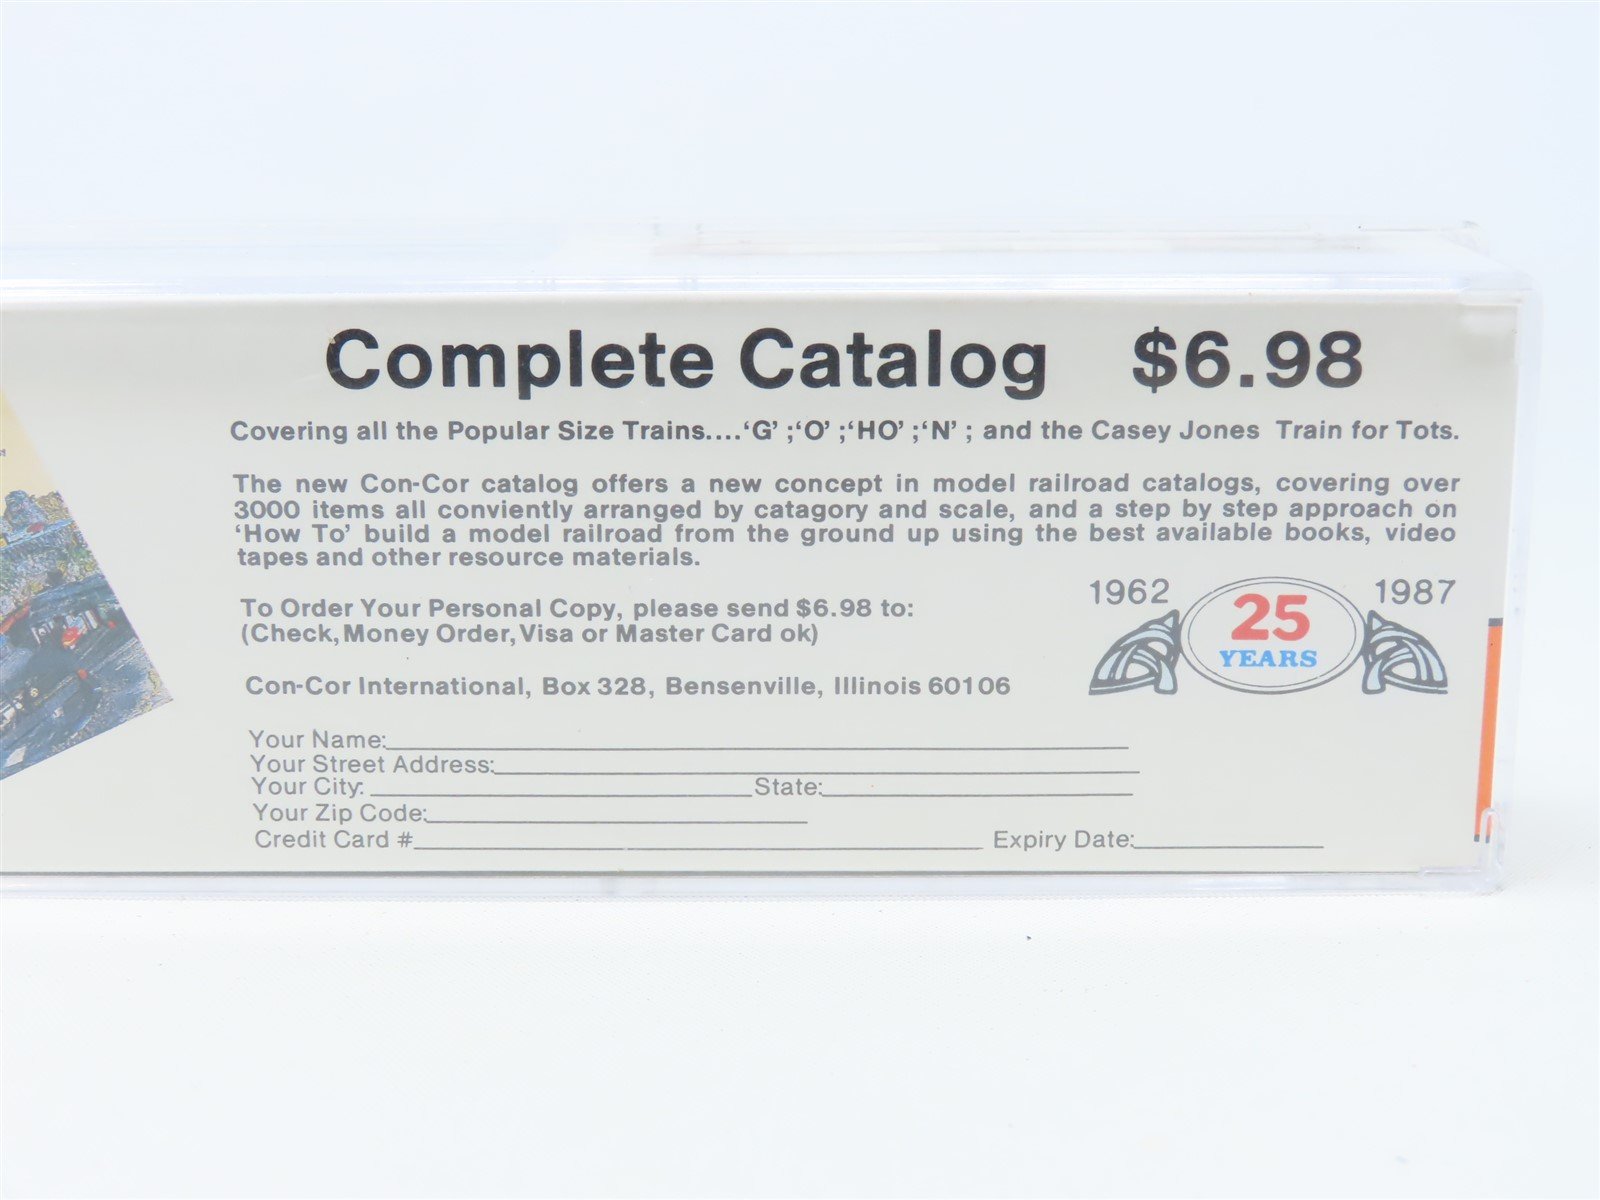 Complete Catalog $6.98
Covering all the Popular Size Trains....‘G’ ;‘O’ ;‘HO’ ;‘N’ ; and the Casey Jones Train for Tots.
The new Con-Cor catalog offers a new concept in model railroad catalogs, covering over
3000 items all conviently arranged by catagory and scale, and a step by step approach on
‘How To’ build a model railroad from the ground up using the best available books, video
tapes and other resource materials.
To Order Your Personal Copy, please send $6.98 to:
(Check, Money Order, Visa or Master Card ok)
Con-Cor International, Box 328, Bensenville, Illinois 60106
1962 25 1987
YEARS
Your Name:
Your Street Address:
Your City: State:
Your Zip Code:
Credit Card # Expiry Date: